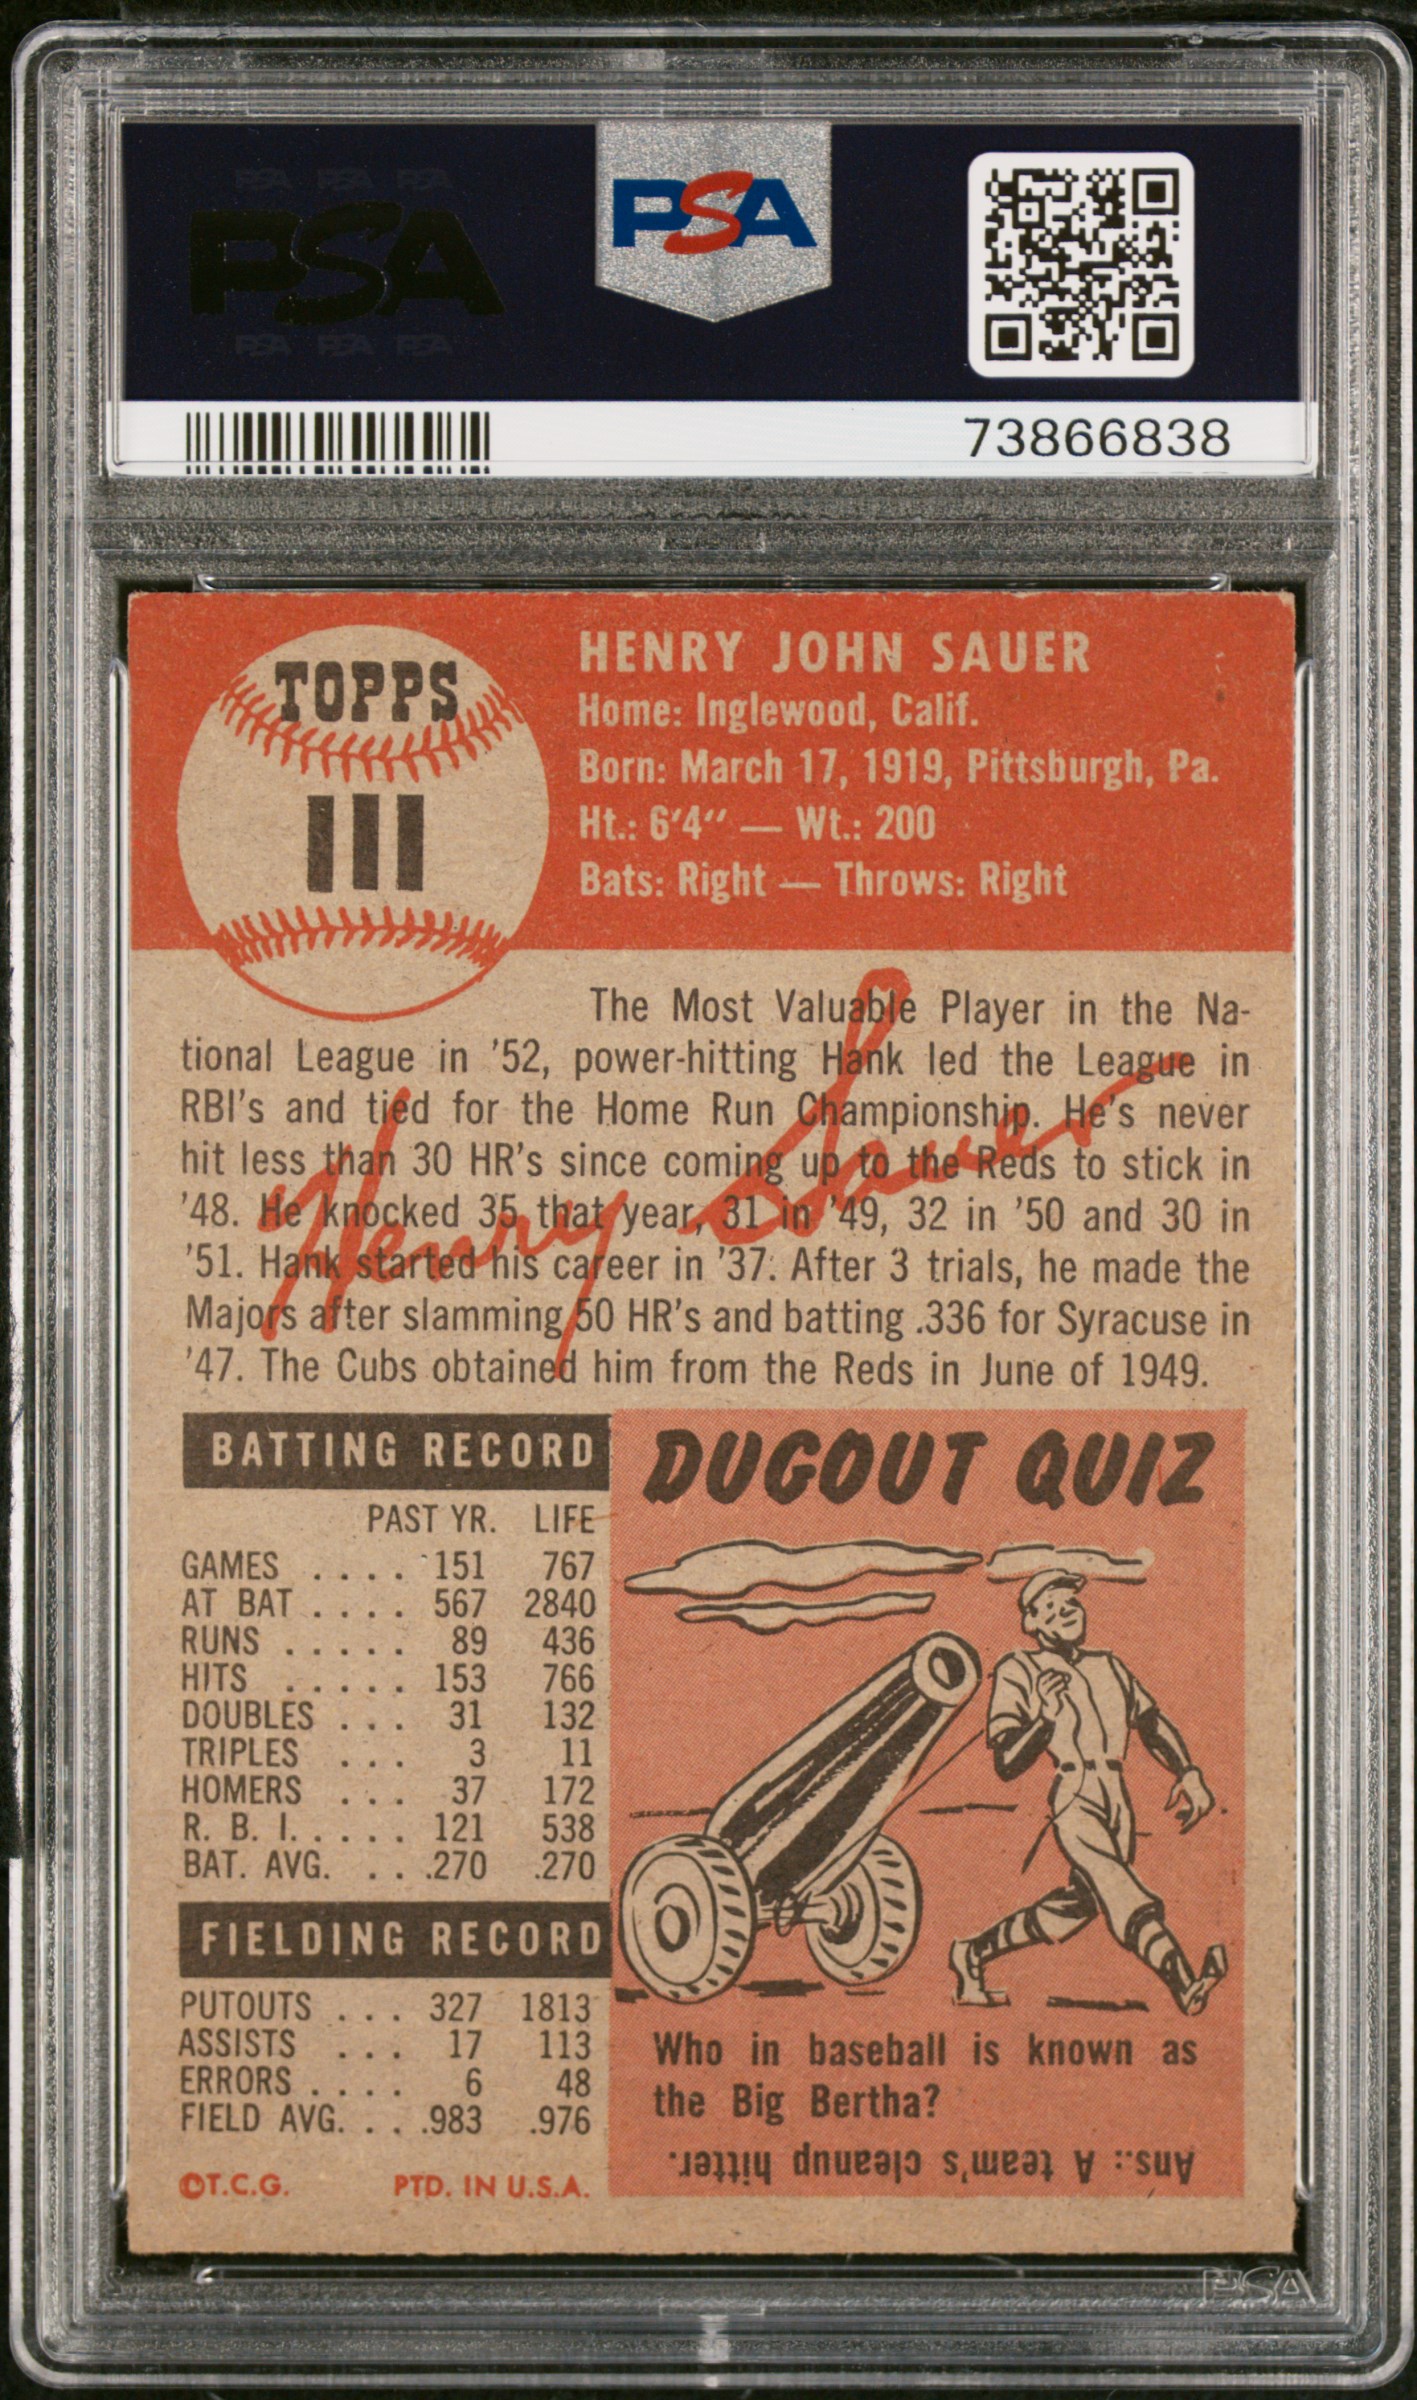 PSA PSA PSA
PSA
PSA PSA PSA
PSA
73866838
TOPPS
111
HENRY JOHN SAUER
Home: Inglewood, Calif.
Born: March 17, 1919, Pittsburgh, Pa.
Ht.: 6'4" — Wt.: 200
Bats: Right — Throws: Right
The Most Valuable Player in the Na-
tional League in '52, power-hitting Hank led the League in
RBI's and tied for the Home Run Championship. He's never
hit less than 30 HR's since coming up to the Reds to stick in
'48. He knocked 35 that year, 31 in '49, 32 in '50 and 30 in
'51. Hank started his career in '37. After 3 trials, he made the
Majors after slamming 50 HR's and batting .336 for Syracuse in
'47. The Cubs obtained him from the Reds in June of 1949.
Henry Sauer
BATTING RECORD
PAST YR. LIFE
GAMES .... 151 767
AT BAT .... 567 2840
RUNS ..... 89 436
HITS ..... 153 766
DOUBLES ... 31 132
TRIPLES ... 3 11
HOMERS ... 37 172
R. B. I. .... 121 538
BAT. AVG. ... .270 .270
FIELDING RECORD
PUTOUTS ... 327 1813
ASSISTS ... 17 113
ERRORS .... 6 48
FIELD AVG. ... .983 .976
©T.C.G. PTD. IN U.S.A.
DUGOUT QUIZ
Who in baseball is known as
the Big Bertha?
Ans.: A team's cleanup hitter.
PSA